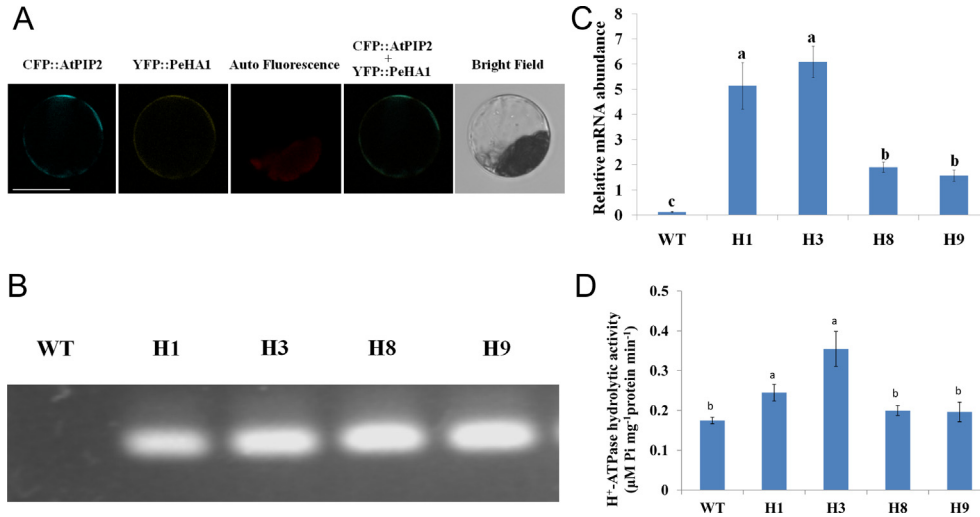 A
CFP::AtPIP2
YFP::PeHA1
Auto Fluorescence
CFP::AtPIP2
+
YFP::PeHA1
Bright Field
B
WT H1 H3 H8 H9
C
Relative mRNA abundance
8
7
6
5
4
3
2
1
0
c
a
a
b
b
WT H1 H3 H8 H9
D
H⁺-ATPase hydrolytic activity
(μM Pi mg⁻¹protein min⁻¹)
0.5
0.4
0.3
0.2
0.1
0
b
a
a
b
b
WT H1 H3 H8 H9